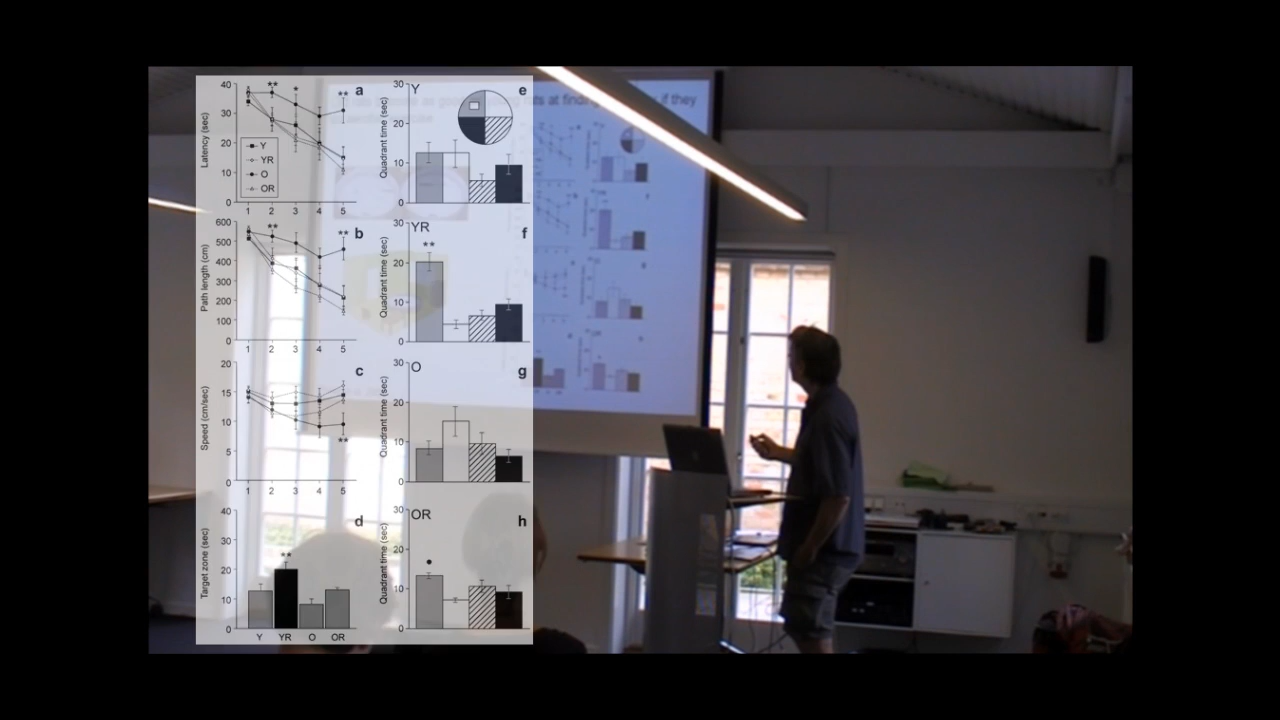 40
30
20
10
0
Latency (sec)
** * **
a
Y
YR
O
OR
1 2 3 4 5
600
500
400
300
200
100
0
Path length (cm)
** **
b
1 2 3 4 5
20
15
10
5
0
Speed (cm/sec)
**
c
1 2 3 4 5
40
30
20
10
0
Target zone (sec)
**
d
Y YR O OR
30
20
10
0
Quadrant time (sec)
Y
e
30
20
10
0
Quadrant time (sec)
YR
**
f
30
20
10
0
Quadrant time (sec)
O
g
30
20
10
0
Quadrant time (sec)
OR
h
rats at
if they